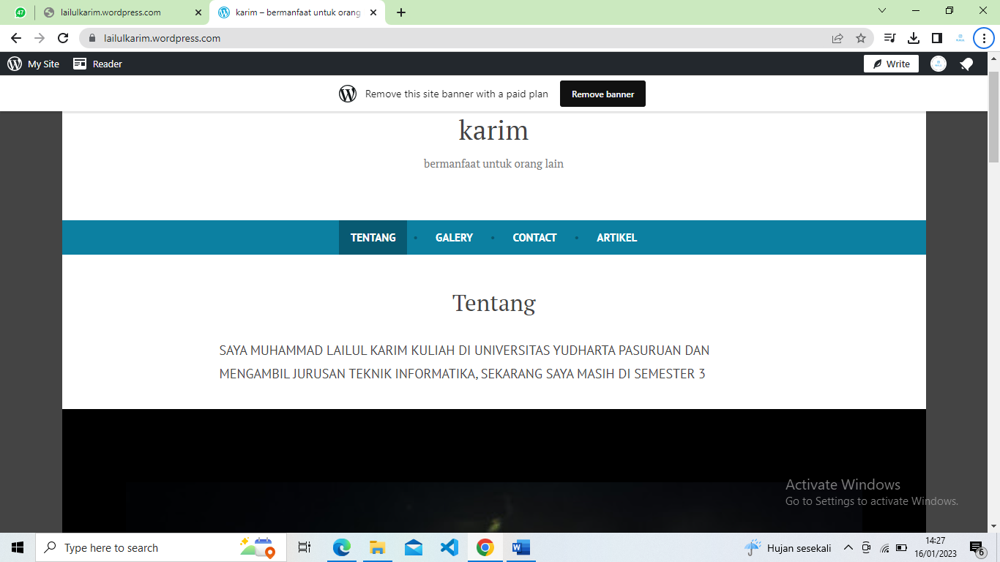 47
lailulkarim.wordpress.com
karim – bermanfaat untuk orang
lailulkarim.wordpress.com
My Site
Reader
Write
Remove this site banner with a paid plan
Remove banner
karim
bermanfaat untuk orang lain
TENTANG
GALERY
CONTACT
ARTIKEL
Tentang
SAYA MUHAMMAD LAILUL KARIM KULIAH DI UNIVERSITAS YUDHARTA PASURUAN DAN
MENGAMBIL JURUSAN TEKNIK INFORMATIKA, SEKARANG SAYA MASIH DI SEMESTER 3
Activate Windows
Go to Settings to activate Windows.
Type here to search
Hujan sesekali
14:27
16/01/2023
6